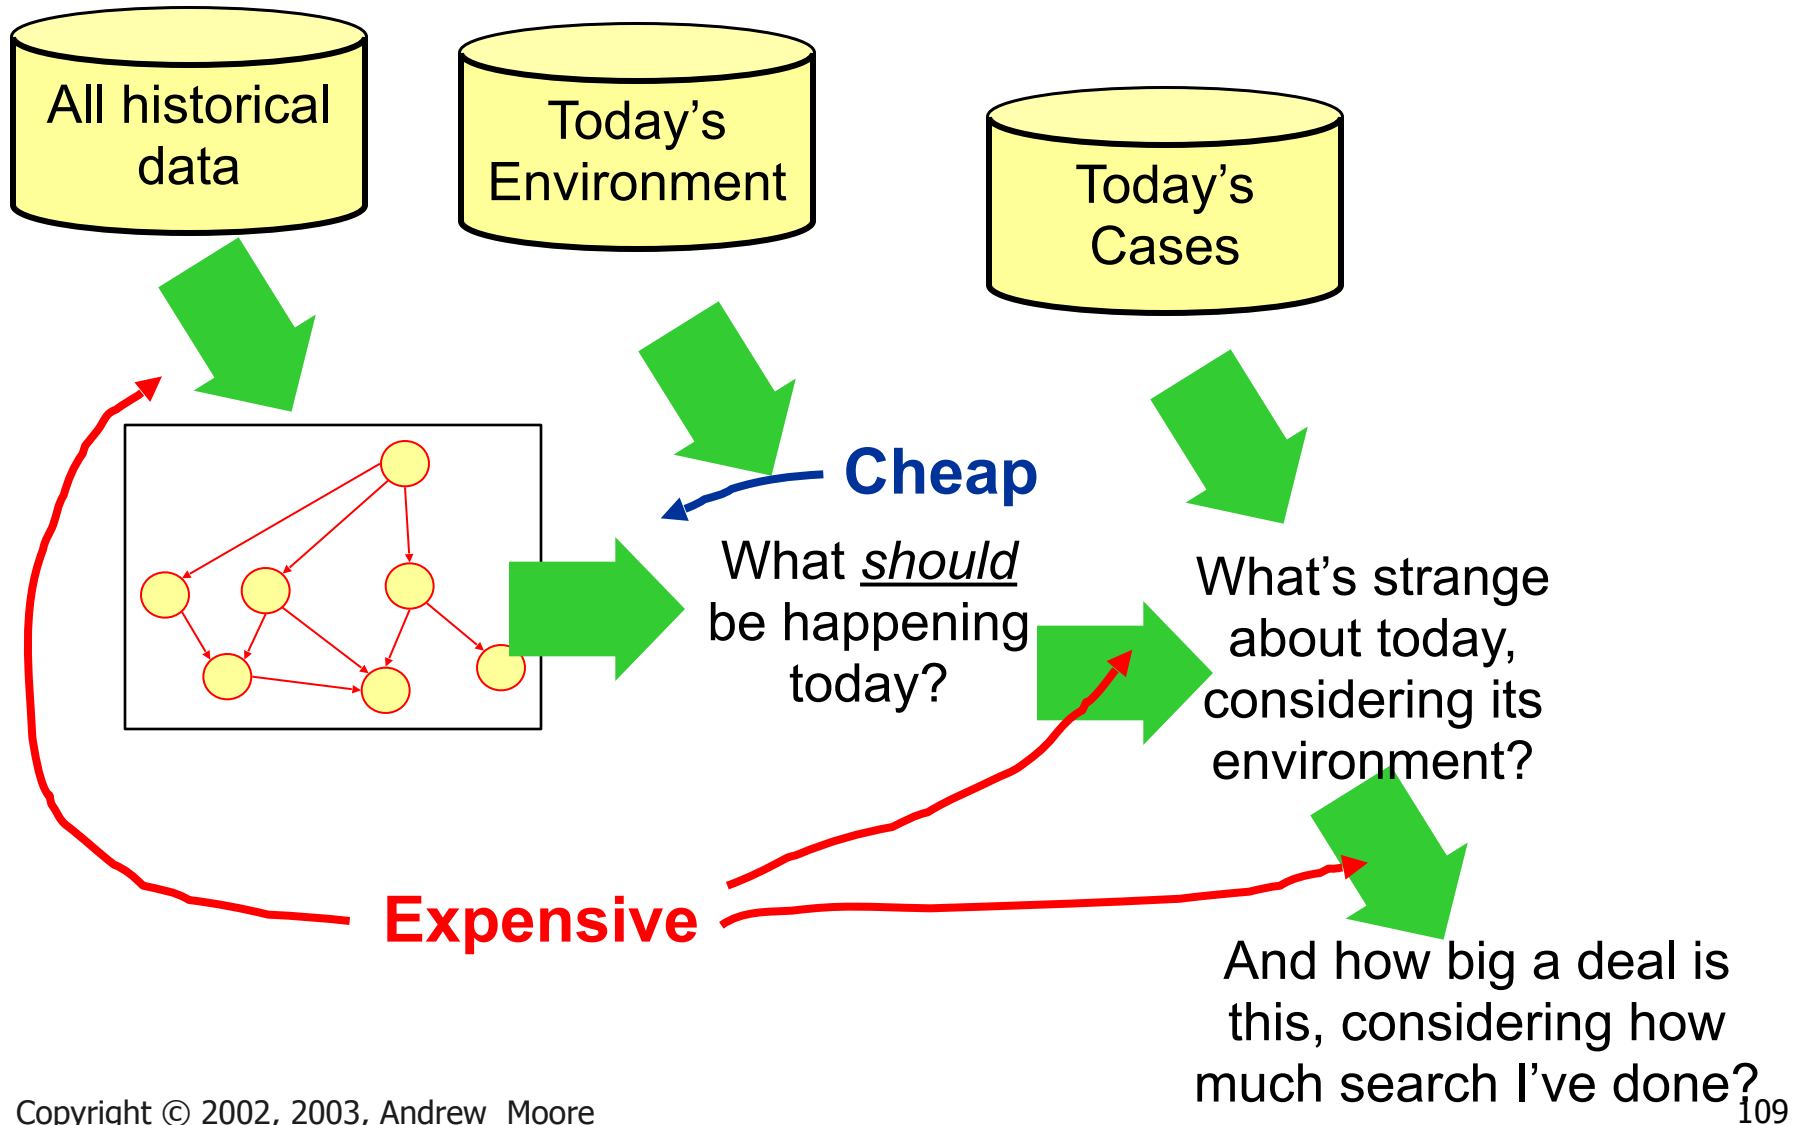 All historical
data
Today’s
Environment
Today’s
Cases
Cheap
What should
be happening
today?
What’s strange
about today,
considering its
environment?
Expensive
And how big a deal is
this, considering how
much search I’ve done?
Copyright © 2002, 2003, Andrew Moore
109